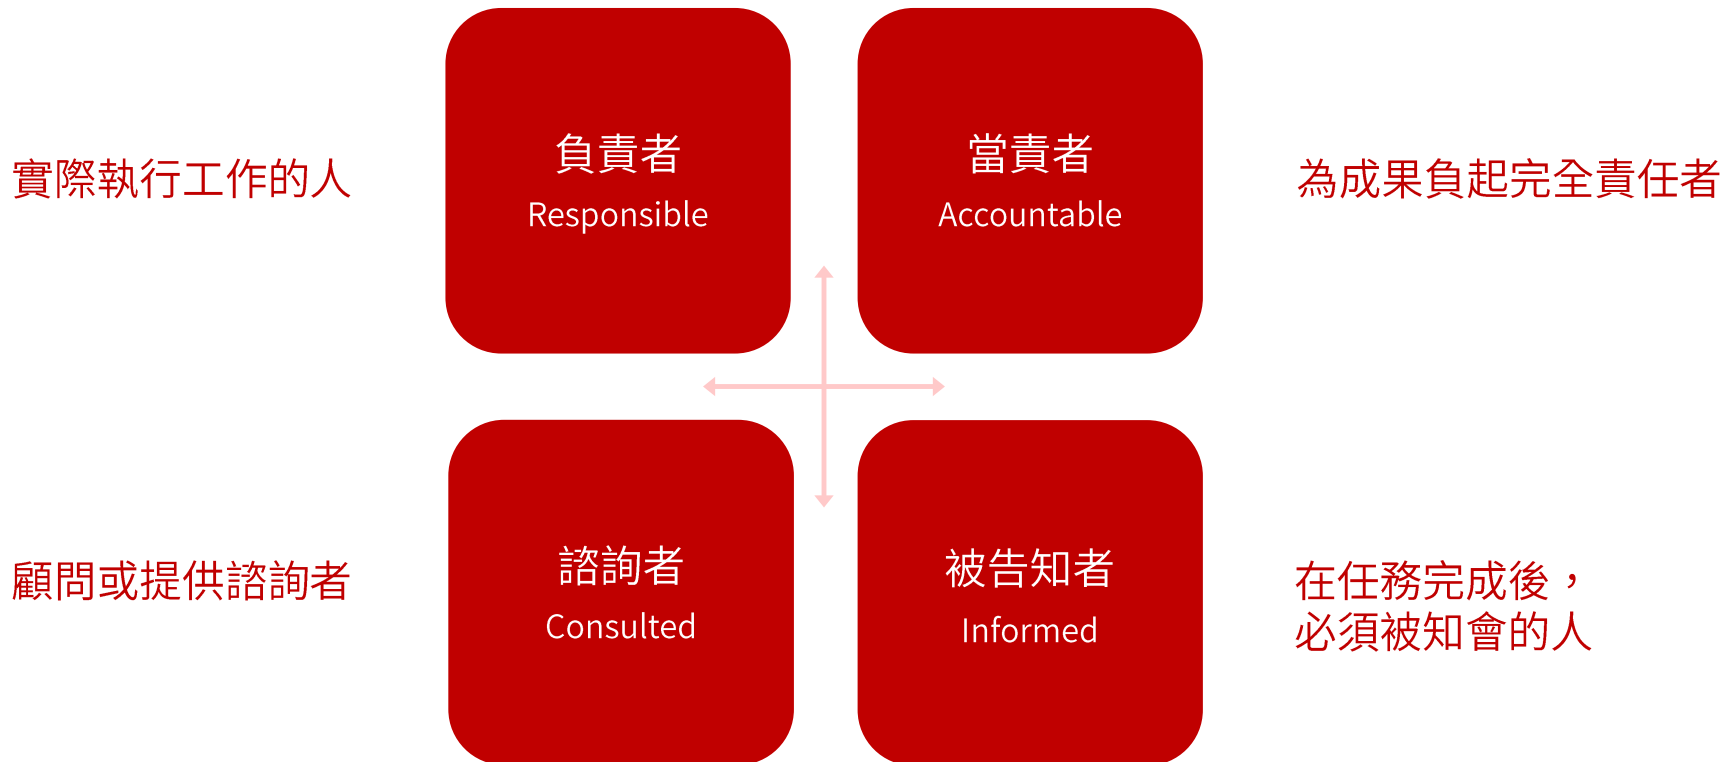 實際執行工作的人
負責者
Responsible
當責者
Accountable
為成果負起完全責任者
顧問或提供諮詢者
諮詢者
Consulted
被告知者
Informed
在任務完成後，
必須被知會的人